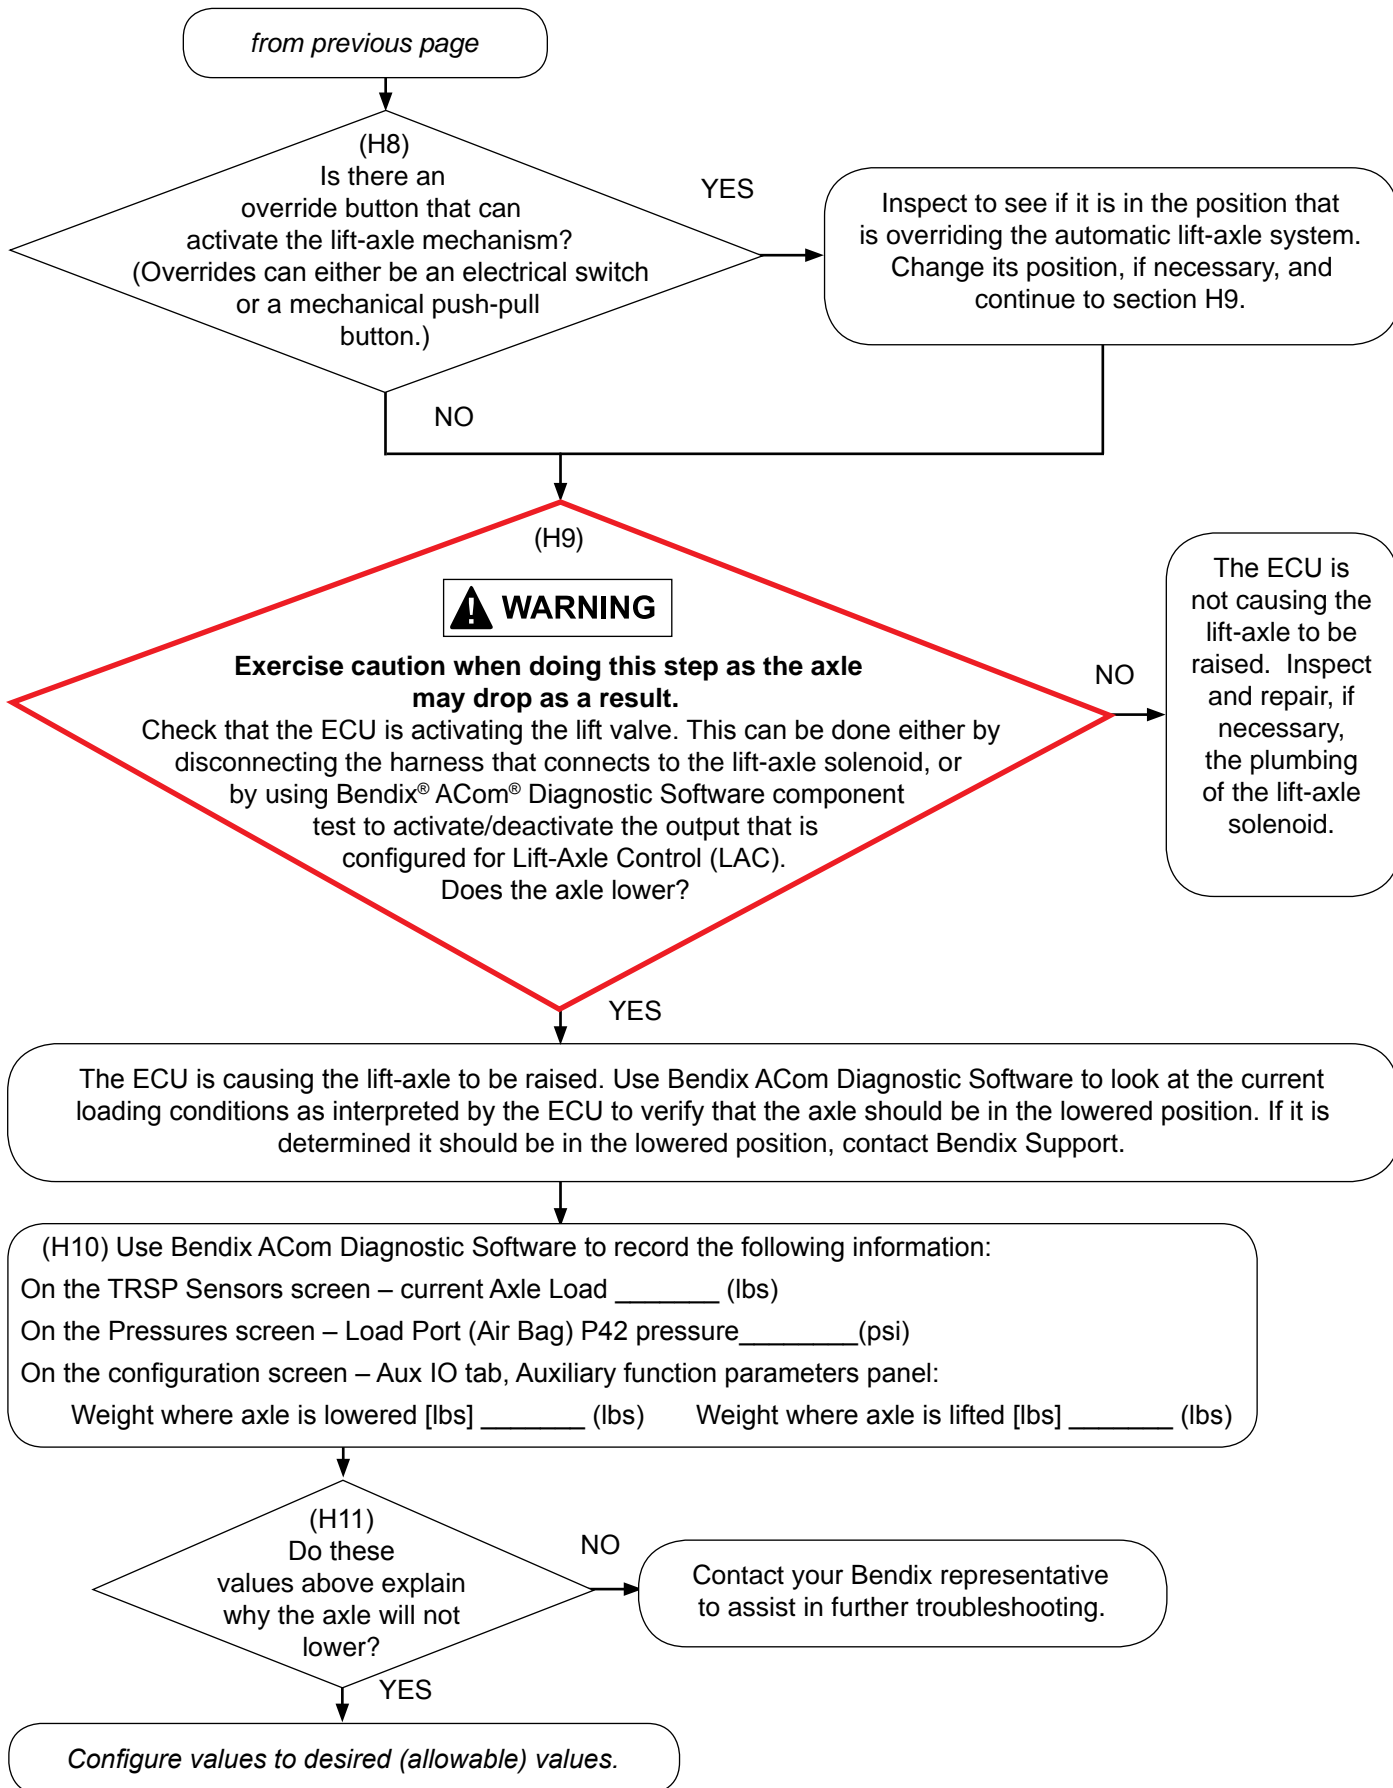 from previous page
(H8)
Is there an
override button that can
activate the lift-axle mechanism?
(Overrides can either be an electrical switch
or a mechanical push-pull
button.)
YES
Inspect to see if it is in the position that
is overriding the automatic lift-axle system.
Change its position, if necessary, and
continue to section H9.
NO
(H9)
WARNING
Exercise caution when doing this step as the axle
may drop as a result.
Check that the ECU is activating the lift valve. This can be done either by
disconnecting the harness that connects to the lift-axle solenoid, or
by using Bendix® ACom® Diagnostic Software component
test to activate/deactivate the output that is
configured for Lift-Axle Control (LAC).
Does the axle lower?
NO
The ECU is
not causing the
lift-axle to be
raised.  Inspect
and repair, if
necessary,
the plumbing
of the lift-axle
solenoid.
YES
The ECU is causing the lift-axle to be raised. Use Bendix ACom Diagnostic Software to look at the current
loading conditions as interpreted by the ECU to verify that the axle should be in the lowered position. If it is
determined it should be in the lowered position, contact Bendix Support.
(H10) Use Bendix ACom Diagnostic Software to record the following information:
On the TRSP Sensors screen – current Axle Load _______ (lbs)
On the Pressures screen – Load Port (Air Bag) P42 pressure________(psi)
On the configuration screen – Aux IO tab, Auxiliary function parameters panel:
Weight where axle is lowered [lbs] _______ (lbs) Weight where axle is lifted [lbs] _______ (lbs)
(H11)
Do these
values above explain
why the axle will not
lower?
NO
Contact your Bendix representative
to assist in further troubleshooting.
YES
Configure values to desired (allowable) values.